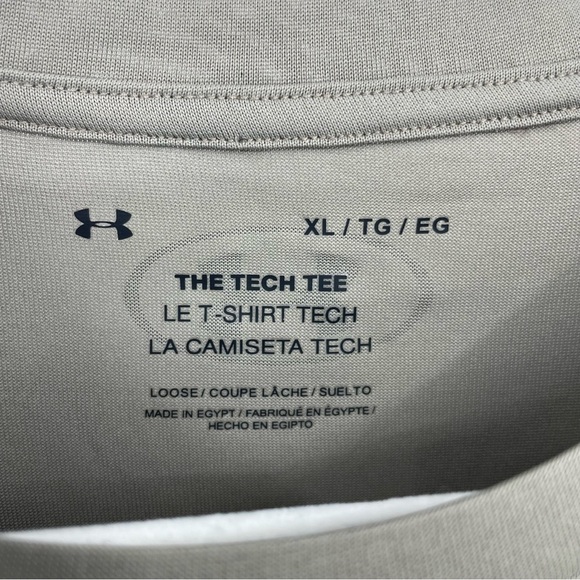 XL / TG / EG
THE TECH TEE
LE T-SHIRT TECH
LA CAMISETA TECH
LOOSE / COUPE LÂCHE / SUELTO
MADE IN EGYPT / FABRIQUÉ EN ÉGYPTE /
HECHO EN EGIPTO